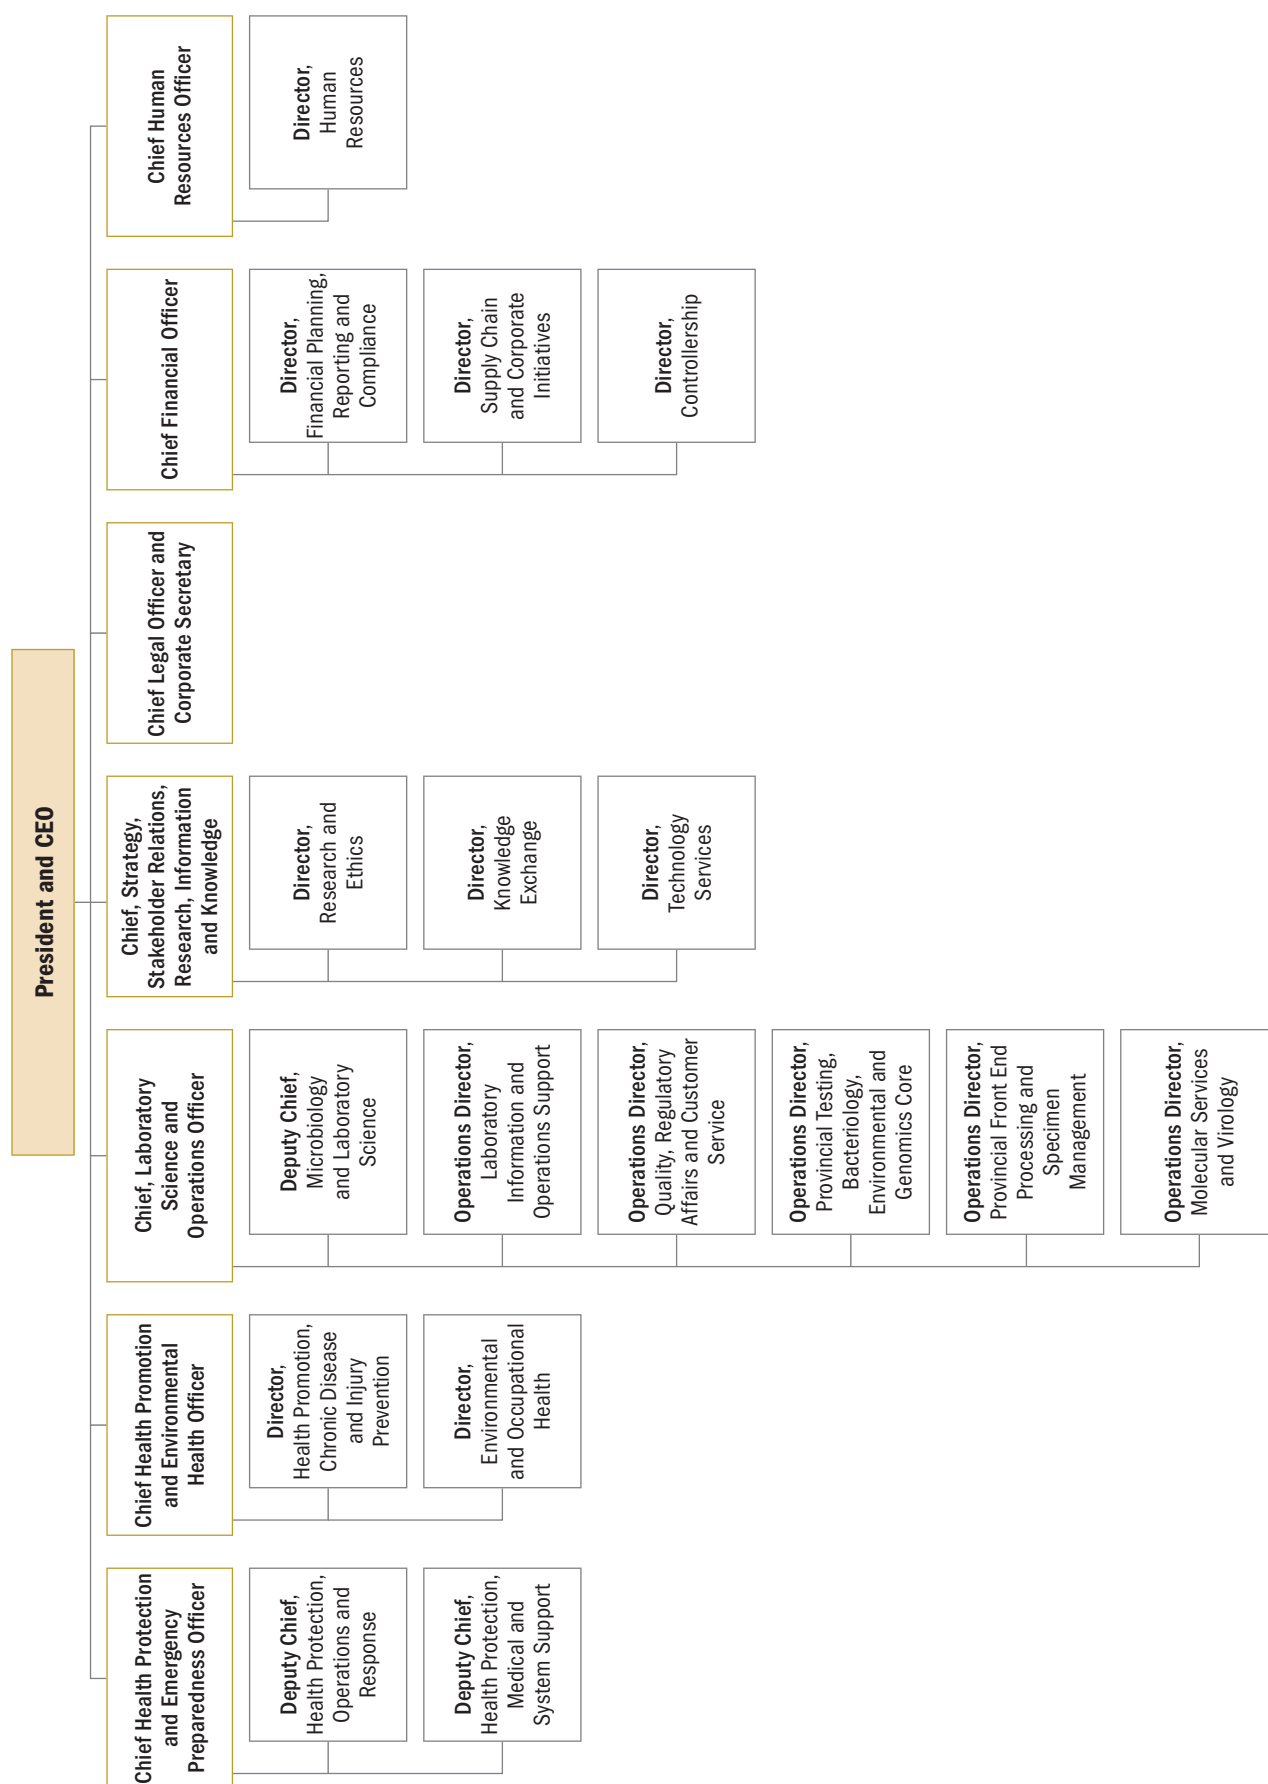 President and CEO
Chief Health Protection
and Emergency
Preparedness Officer
Deputy Chief,
Health Protection,
Operations and
Response
Deputy Chief,
Health Protection,
Medical and
System Support
Chief Health Promotion
and Environmental
Health Officer
Director,
Health Promotion,
Chronic Disease
and Injury
Prevention
Director,
Environmental
and Occupational
Health
Chief, Laboratory
Science and
Operations Officer
Deputy Chief,
Microbiology
and Laboratory
Science
Operations Director,
Laboratory
Information and
Operations Support
Operations Director,
Quality, Regulatory
Affairs and Customer
Service
Operations Director,
Provincial Testing,
Bacteriology,
Environmental and
Genomics Core
Operations Director,
Provincial Front End
Processing and
Specimen
Management
Operations Director,
Molecular Services
and Virology
Chief, Strategy,
Stakeholder Relations,
Research, Information
and Knowledge
Director,
Research and
Ethics
Director,
Knowledge
Exchange
Director,
Technology
Services
Chief Legal Officer and
Corporate Secretary
Chief Financial Officer
Director,
Financial Planning,
Reporting and
Compliance
Director,
Supply Chain
and Corporate
Initiatives
Director,
Controllership
Chief Human
Resources Officer
Director,
Human
Resources